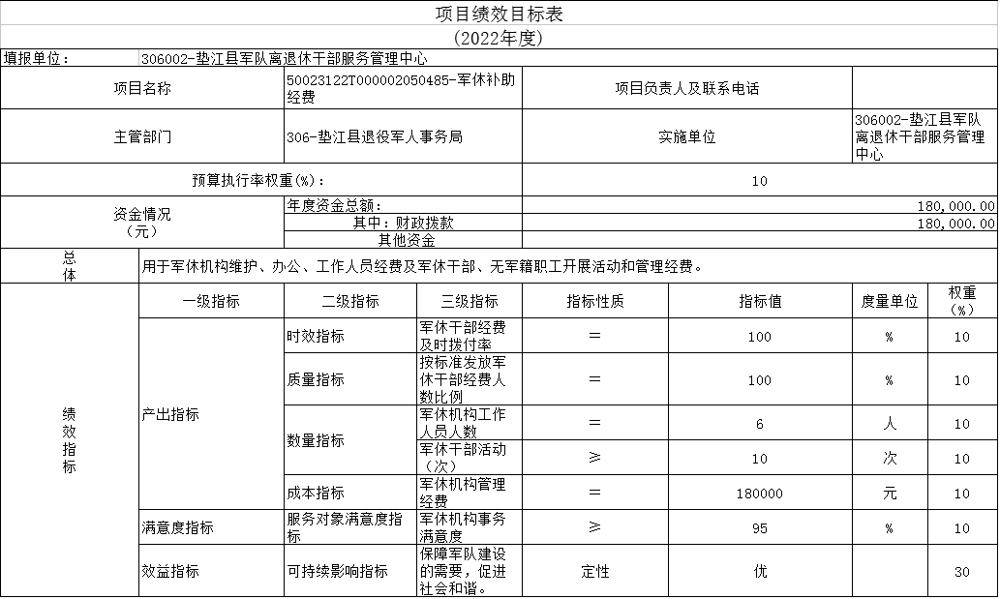 项目绩效目标表
(2022年度)
填报单位： 306002-垫江县军队离退休干部服务管理中心
项目名称 50023122T000002050485-军休补助经费 项目负责人及联系电话
主管部门 306-垫江县退役军人事务局 实施单位 306002-垫江县军队离退休干部服务管理中心
预算执行率权重(%)： 10
资金情况（元） 年度资金总额： 180,000.00
其中：财政拨款 180,000.00
其他资金
总体 用于军休机构维护、办公、工作人员经费及军休干部、无军籍职工开展活动和管理经费。
绩效指标 一级指标 二级指标 三级指标 指标性质 指标值 度量单位 权重（%）
产出指标 时效指标 军休干部经费及时拨付率 ＝ 100 % 10
质量指标 按标准发放军休干部经费人数比例 ＝ 100 % 10
数量指标 军休机构工作人员人数 ＝ 6 人 10
军休干部活动（次） ≥ 10 次 10
成本指标 军休机构管理经费 ＝ 180000 元 10
满意度指标 服务对象满意度指标 军休机构事务满意度 ≥ 95 % 10
效益指标 可持续影响指标 保障军队建设的需要，促进社会和谐。 定性 优 30